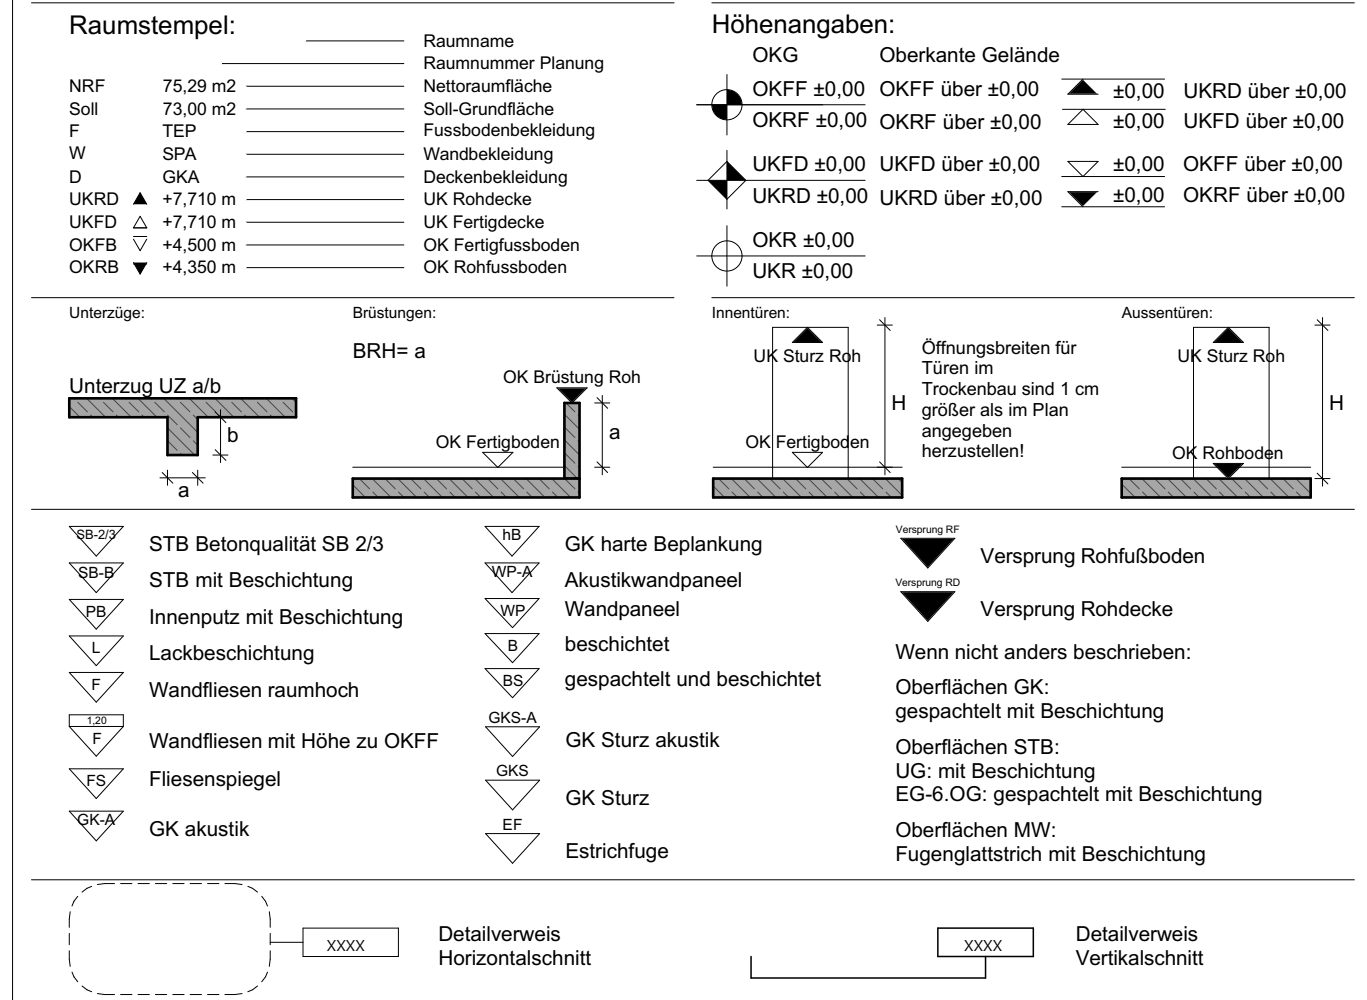 Raumstempel:
Raumname
Raumnummer Planung
NRF 75,29 m2 Nettoraumfläche
Soll 73,00 m2 Soll-Grundfläche
F TEP Fussbodenbekleidung
W SPA Wandbekleidung
D GKA Deckenbekleidung
UKRD +7,710 m UK Rohdecke
UKFD +7,710 m UK Fertigdecke
OKFB +4,500 m OK Fertigfussboden
OKRB +4,350 m OK Rohfussboden
Höhenangaben:
OKG Oberkante Gelände
OKFF ±0,00 OKFF über ±0,00 ±0,00 UKRD über ±0,00
OKRF ±0,00 OKRF über ±0,00 ±0,00 UKFD über ±0,00
UKFD ±0,00 UKFD über ±0,00 ±0,00 OKFF über ±0,00
UKRD ±0,00 UKRD über ±0,00 ±0,00 OKRF über ±0,00
OKR ±0,00
UKR ±0,00
Unterzüge:
Unterzug UZ a/b
b
a
Brüstungen:
BRH= a
OK Brüstung Roh
OK Fertigboden
a
Innentüren:
UK Sturz Roh
H
OK Fertigboden
Öffnungsbreiten für
Türen im
Trockenbau sind 1 cm
größer als im Plan
angegeben
herzustellen!
Aussentüren:
UK Sturz Roh
H
OK Rohboden
SB-2/3 STB Betonqualität SB 2/3
SB-B STB mit Beschichtung
PB Innenputz mit Beschichtung
L Lackbeschichtung
F Wandfliesen raumhoch
1,20
F Wandfliesen mit Höhe zu OKFF
FS Fliesenspiegel
GK-A GK akustik
hB GK harte Beplankung
WP-A Akustikwandpaneel
WP Wandpaneel
B beschichtet
BS gespachtelt und beschichtet
GKS-A
GK Sturz akustik
GKS
GK Sturz
EF
Estrichfuge
Versprung RF
Versprung Rohfußboden
Versprung RD
Versprung Rohdecke
Wenn nicht anders beschrieben:
Oberflächen GK:
gespachtelt mit Beschichtung
Oberflächen STB:
UG: mit Beschichtung
EG-6.OG: gespachtelt mit Beschichtung
Oberflächen MW:
Fugenglattstrich mit Beschichtung
XXXX
Detailverweis
Horizontalschnitt
XXXX
Detailverweis
Vertikalschnitt